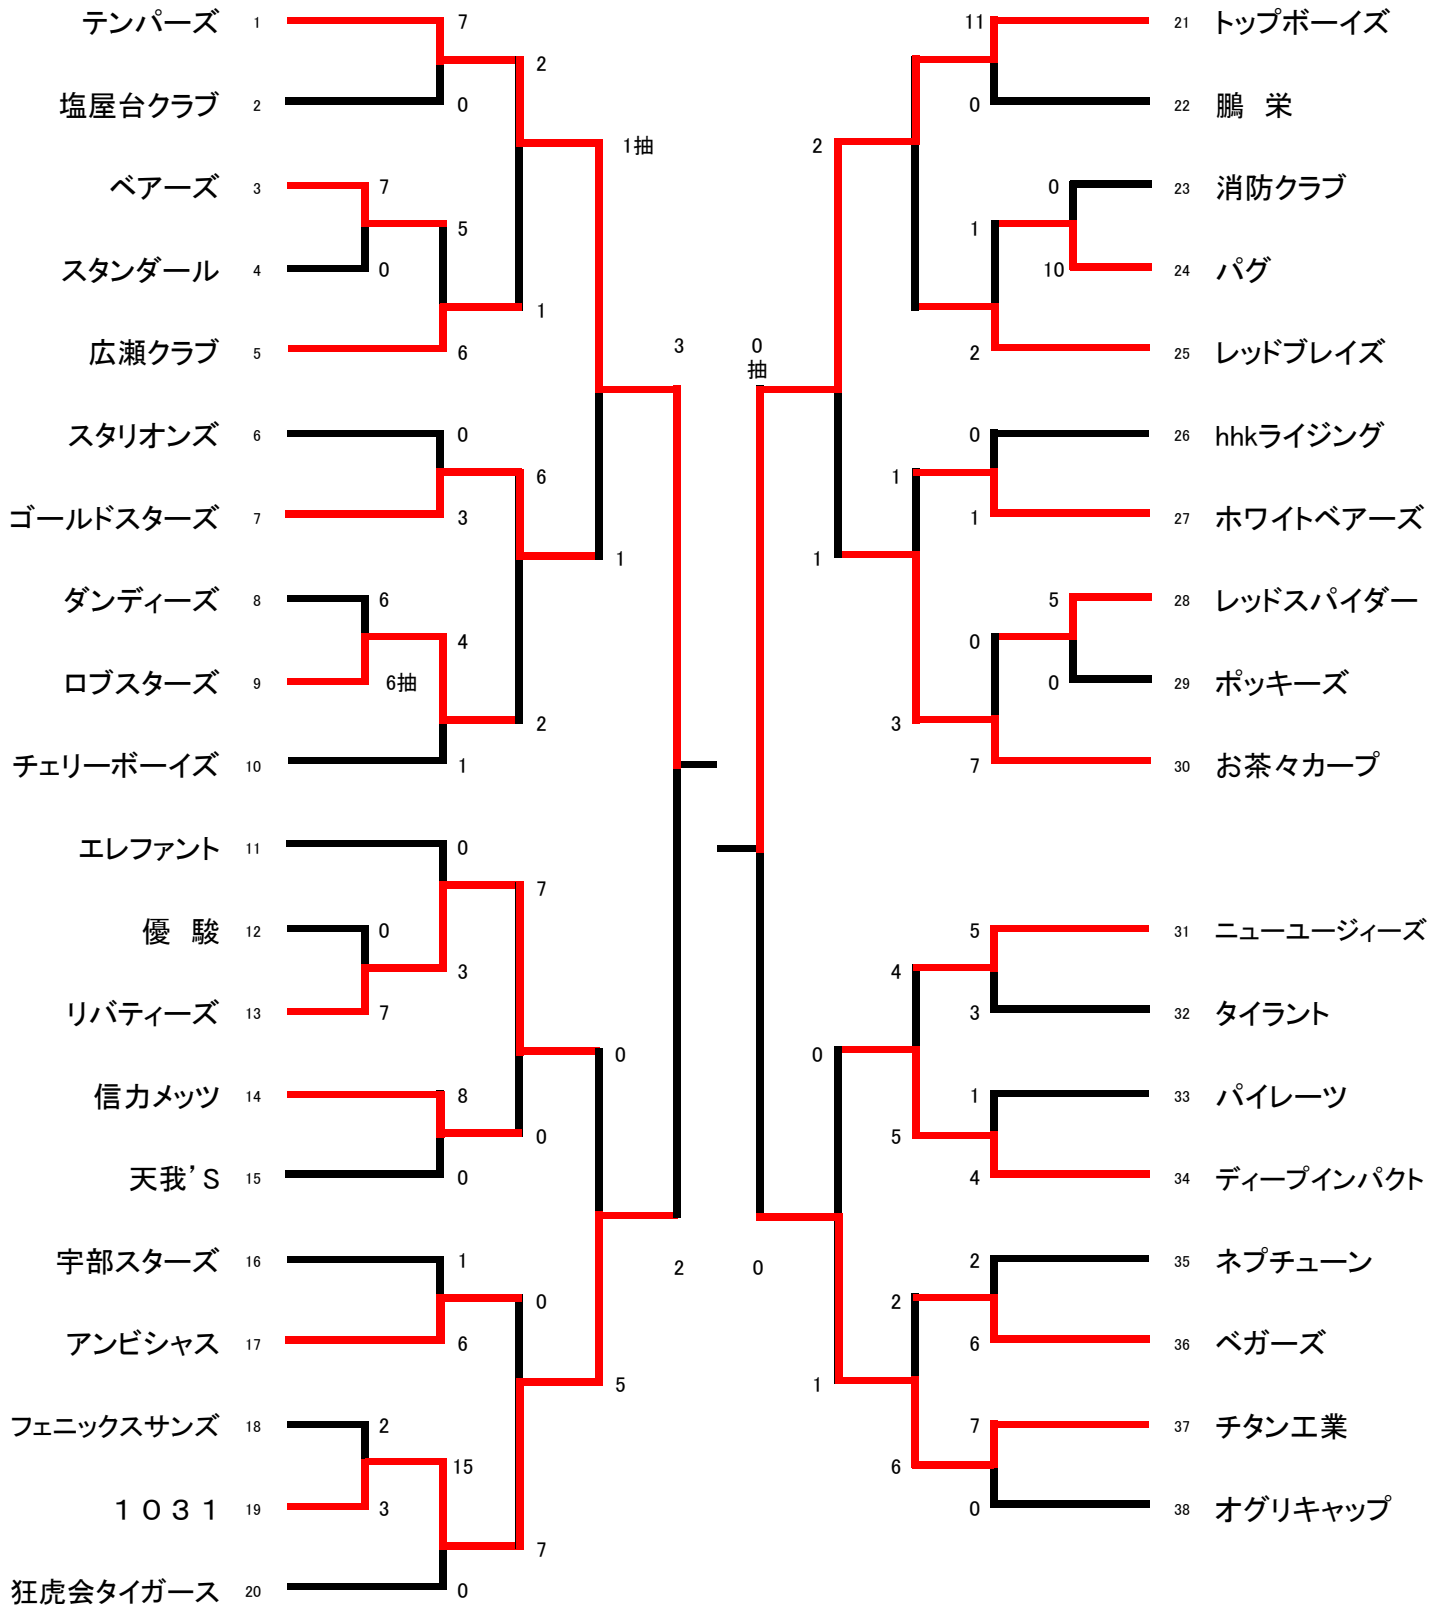 テンパーズ 1 7
2
塩屋台クラブ 2 0
1抽
ベアーズ 3 7
5
スタンダール 4 0
1
広瀬クラブ 5 6
3
スタリオンズ 6 0
6
ゴールドスターズ 7 3
1
ダンディーズ 8 6
4
ロブスターズ 9 6抽
2
チェリーボーイズ 10 1
エレファント 11 0
7
優 駿 12 0
3
リバティーズ 13 7
0
信力メッツ 14 8
0
天我'S 15 0
宇部スターズ 16 1
2
0
アンビシャス 17 6
5
フェニックスサンズ 18 2
15
1031 19 3
7
狂虎会タイガース 20 0
11 21 トップボーイズ
0 22 鵬 栄
2
0 23 消防クラブ
1
10 24 パグ
2 25 レッドブレイズ
0
抽
0 26 hhkライジング
1
1 27 ホワイトベアーズ
1
5 28 レッドスパイダー
0
0 29 ポッキーズ
3
7 30 お茶々カープ
5 31 ニューユージィーズ
4
3 32 タイラント
0
1 33 パイレーツ
5
4 34 ディープインパクト
2 35 ネプチューン
0
2
6 36 ベガーズ
1
7 37 チタン工業
6
0 38 オグリキャップ